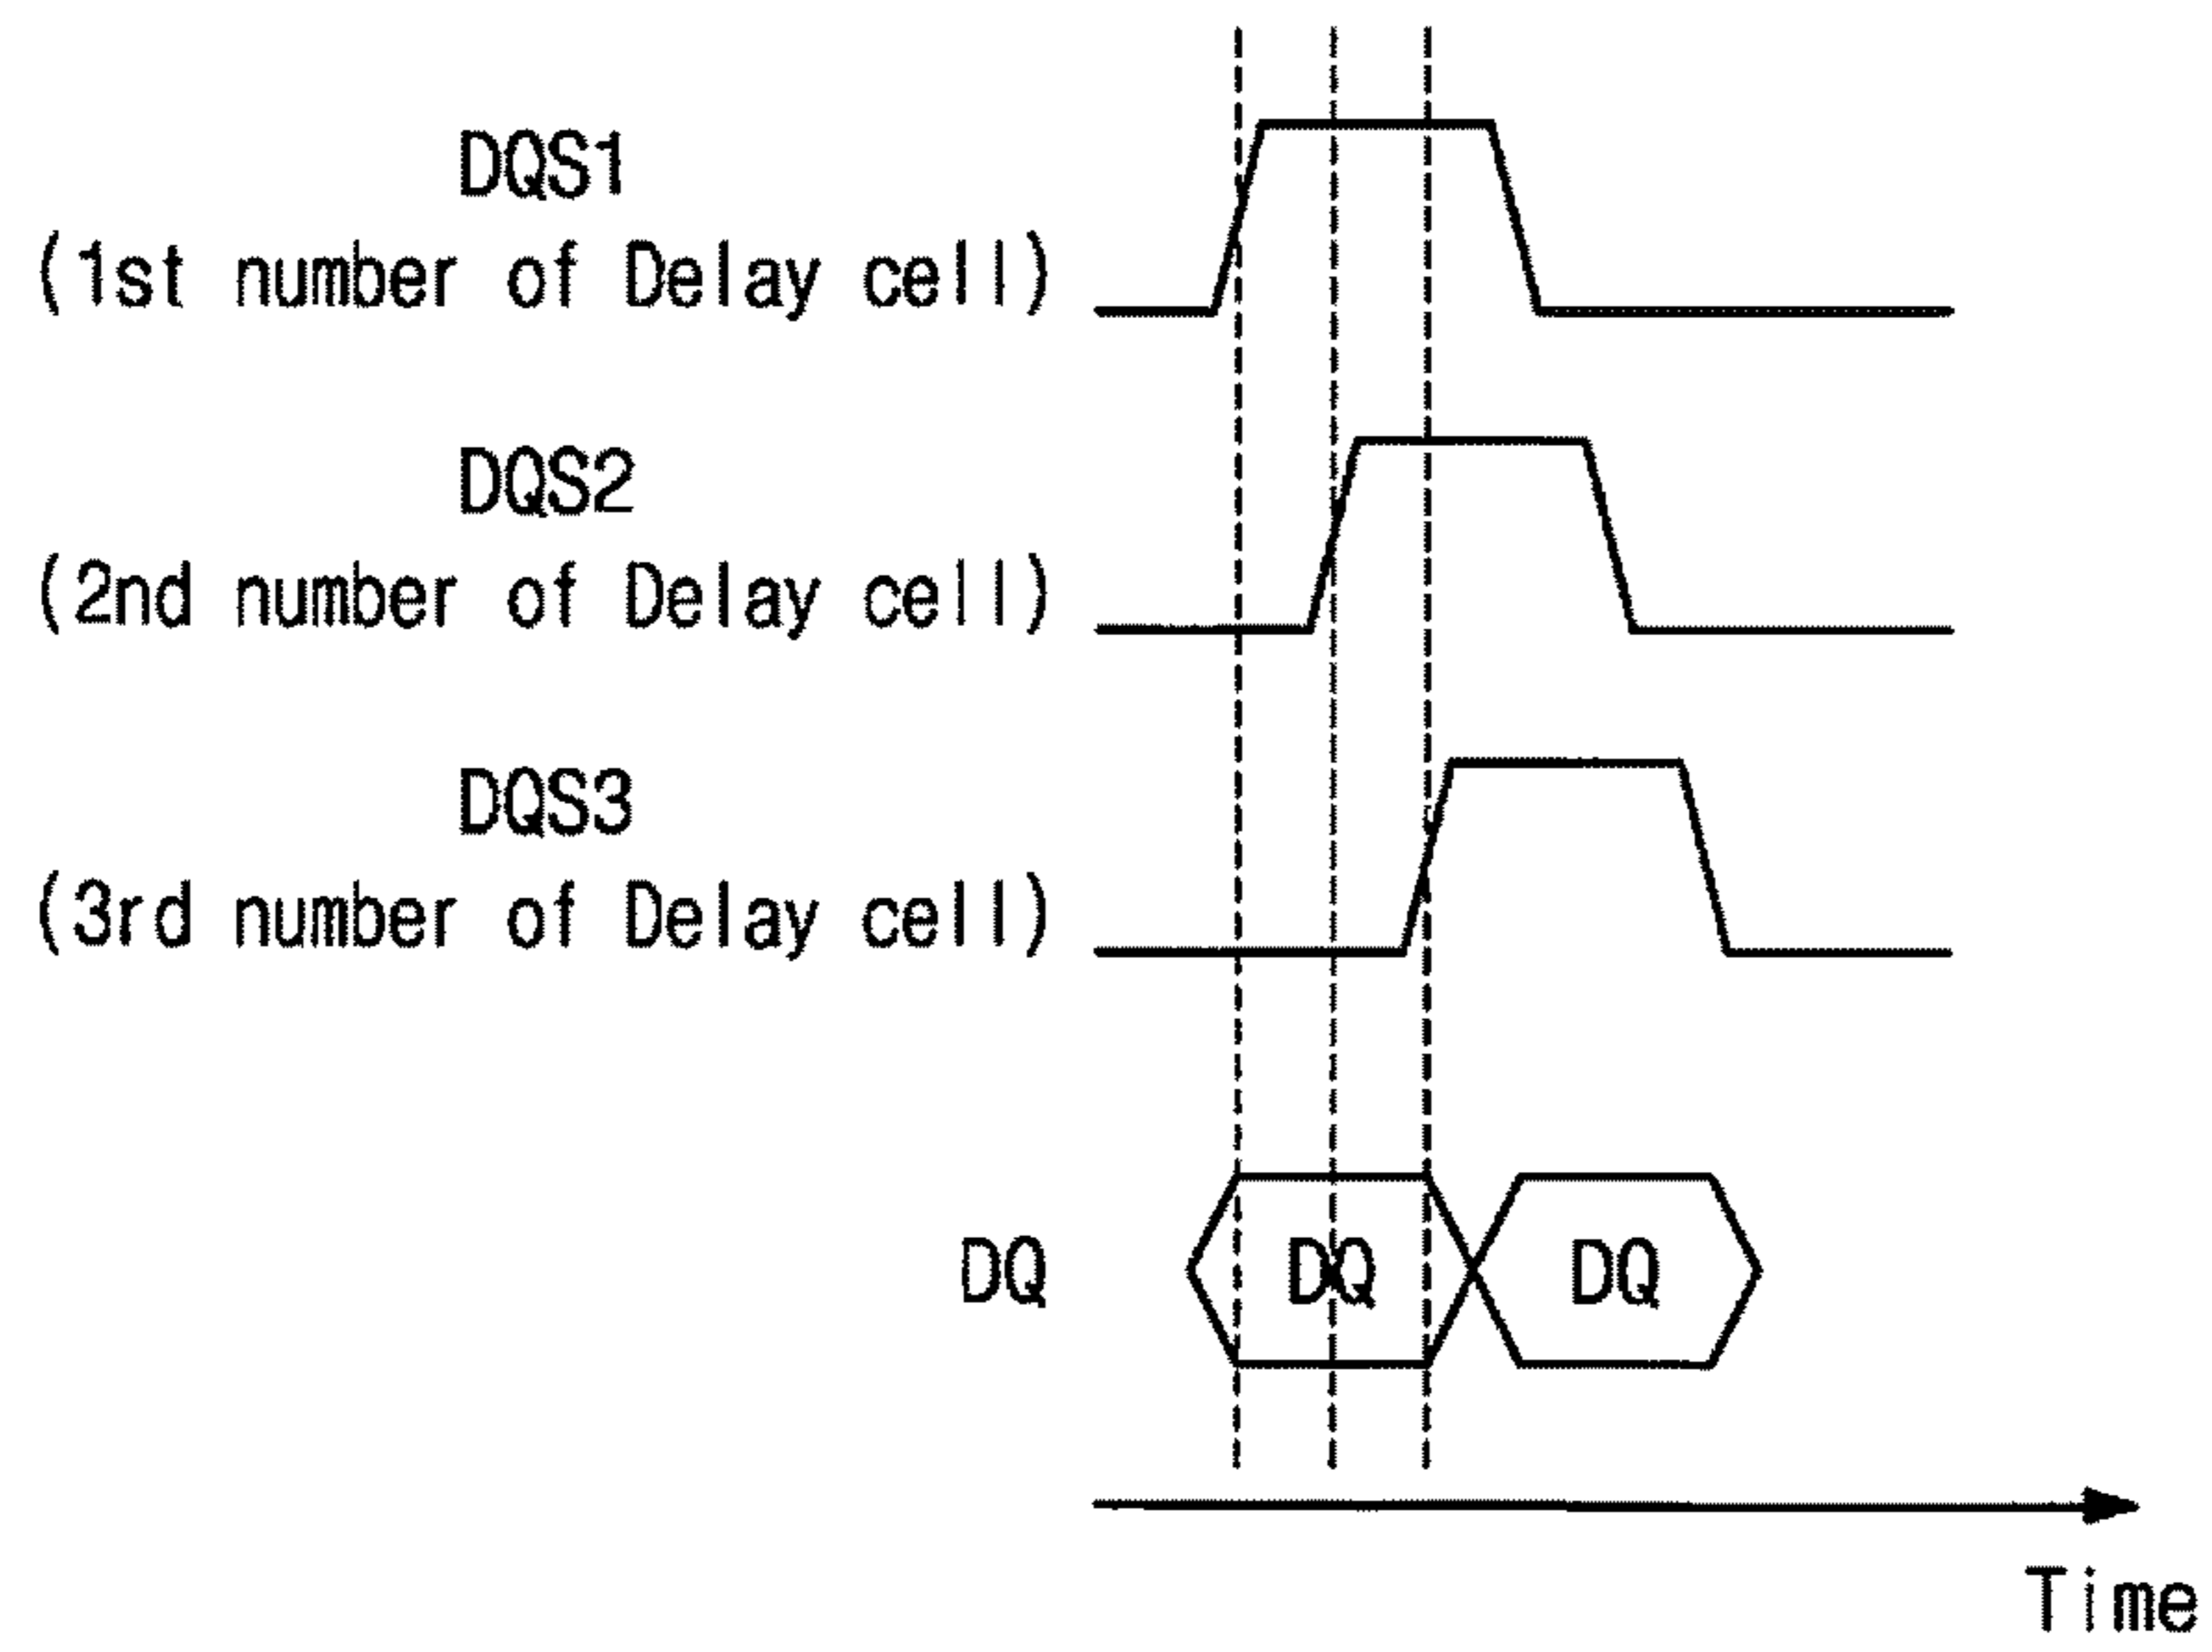 DQS1
(1st number of Delay cell)
DQS2
(2nd number of Delay cell)
DQS3
(3rd number of Delay cell)
DQ DQ DQ
Time